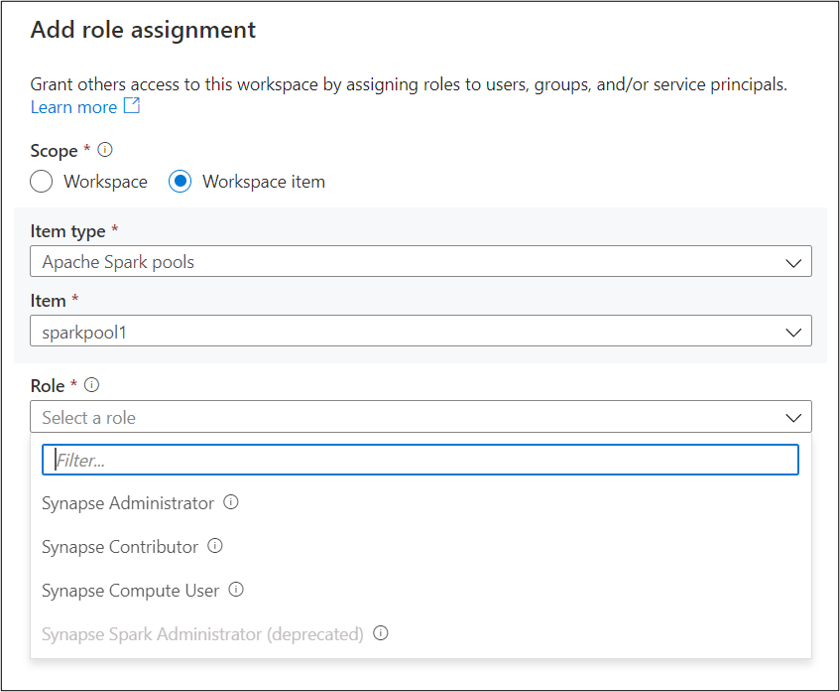 Add role assignment
Grant others access to this workspace by assigning roles to users, groups, and/or service principals.
Learn more
Scope *
Workspace Workspace item
Item type *
Apache Spark pools
Item *
sparkpool1
Role *
Select a role
Filter...
Synapse Administrator
Synapse Contributor
Synapse Compute User
Synapse Spark Administrator (deprecated)